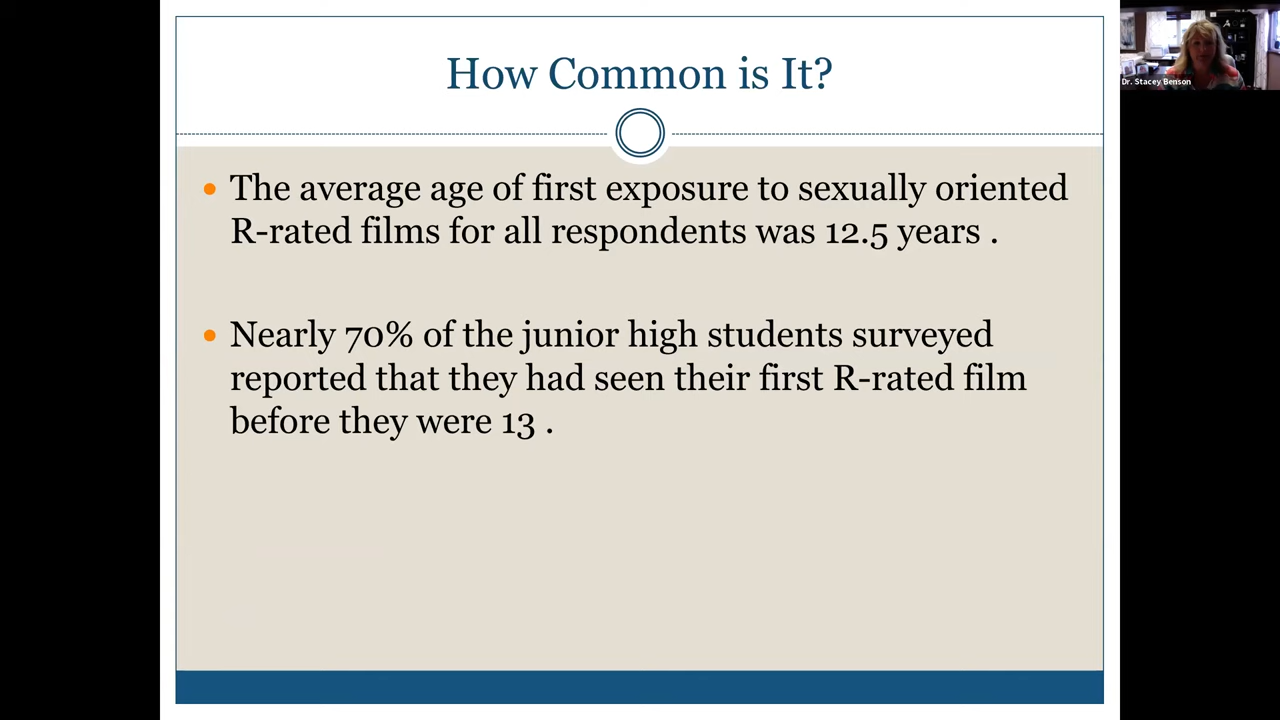 How Common is It?
Dr. Stacey Benson
• The average age of first exposure to sexually oriented
R-rated films for all respondents was 12.5 years .
• Nearly 70% of the junior high students surveyed
reported that they had seen their first R-rated film
before they were 13 .